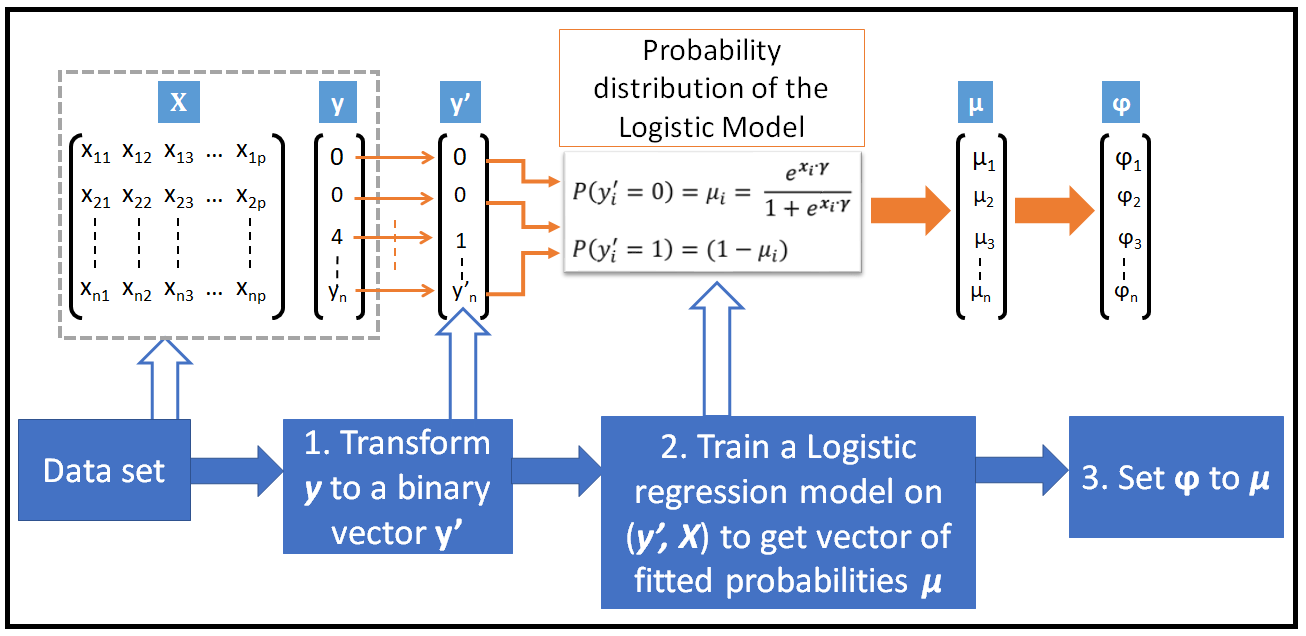 Probability
distribution of the
Logistic Model
X
y
y’
μ
φ
x11 x12 x13 ... x1p
x21 x22 x23 ... x2p
xn1 xn2 xn3 ... xnp
0
0
4
yn
0
0
1
y’n
P(y′i = 0) = μi = e^(xi·γ) / 1 + e^(xi·γ)
P(y′i = 1) = (1 − μi)
μ1
μ2
μ3
μn
φ1
φ2
φ3
φn
Data set
1. Transform
y to a binary
vector y’
2. Train a Logistic
regression model on
(y’, X) to get vector of
fitted probabilities μ
3. Set φ to μ